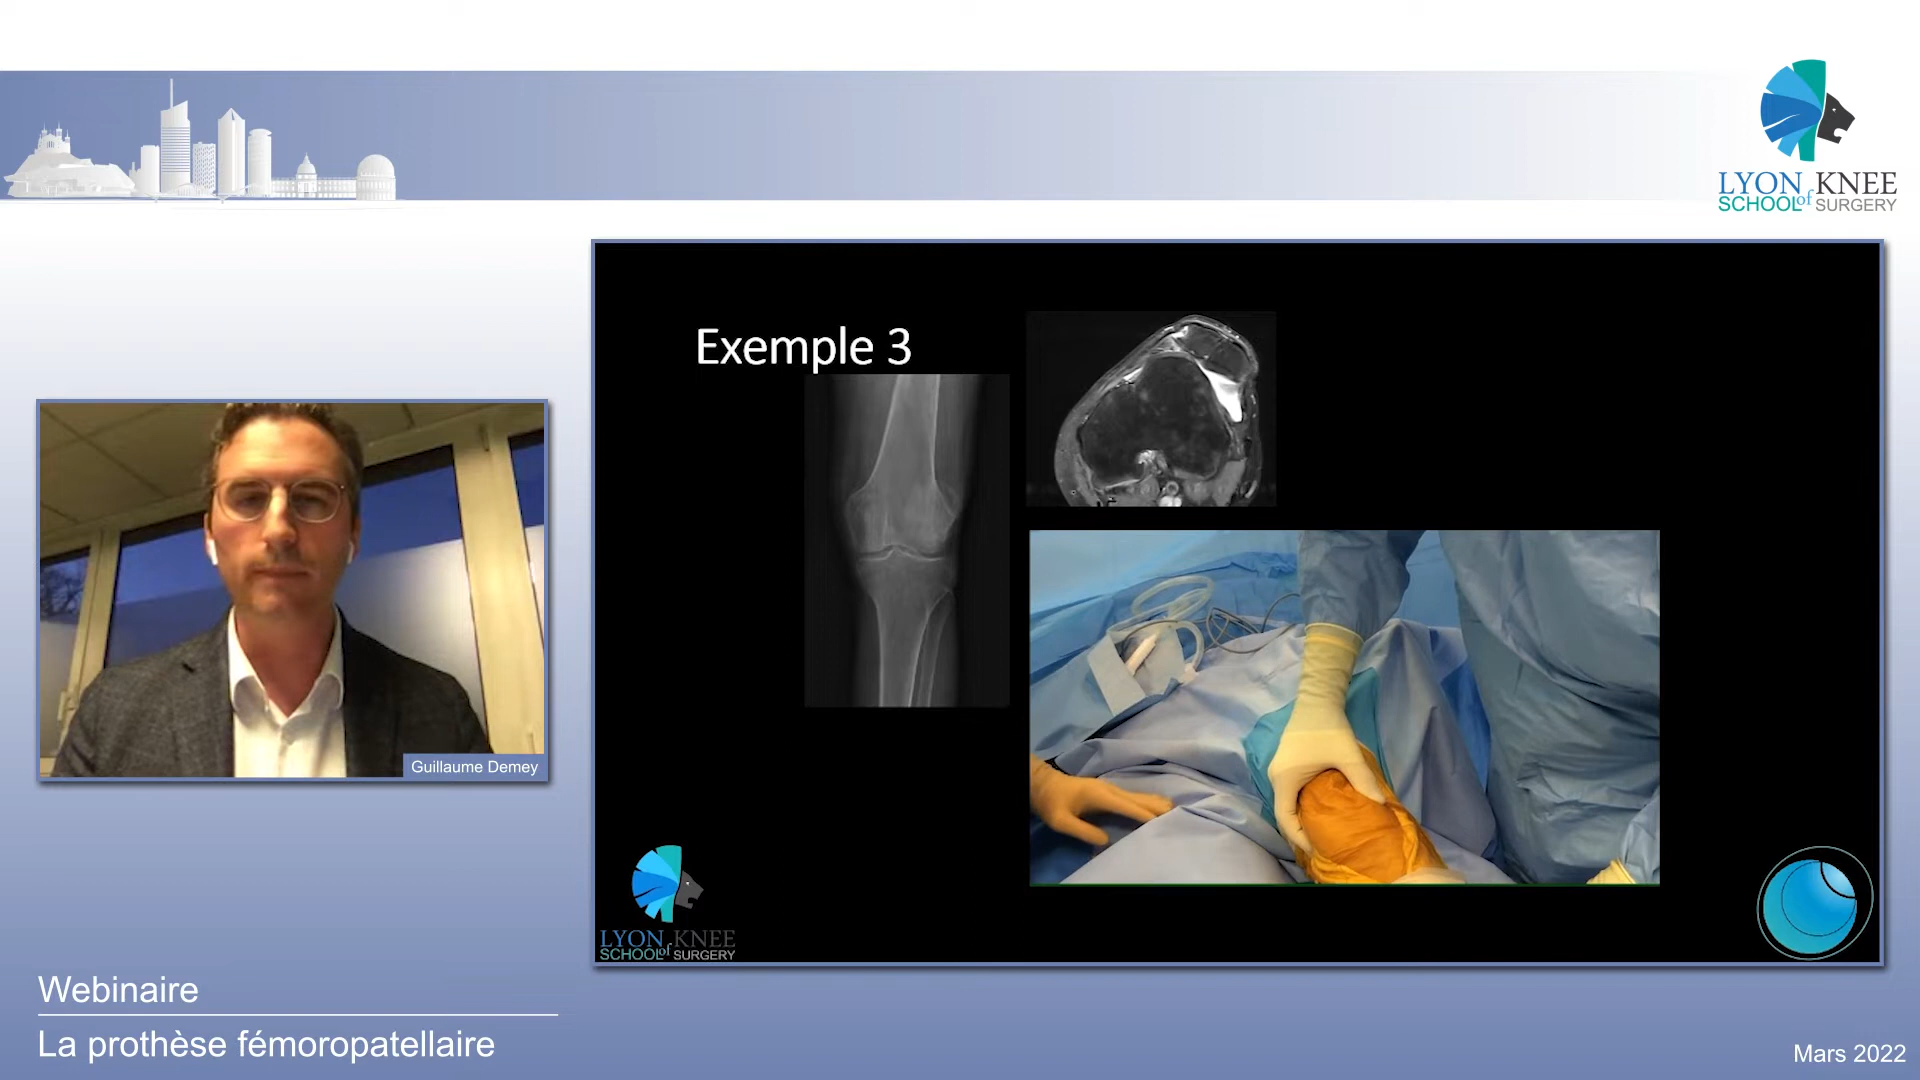 LYON KNEE
SCHOOL of SURGERY
Exemple 3
Guillaume Demey
LYON KNEE
SCHOOL of SURGERY
Webinaire
La prothèse fémoropatellaire
Mars 2022